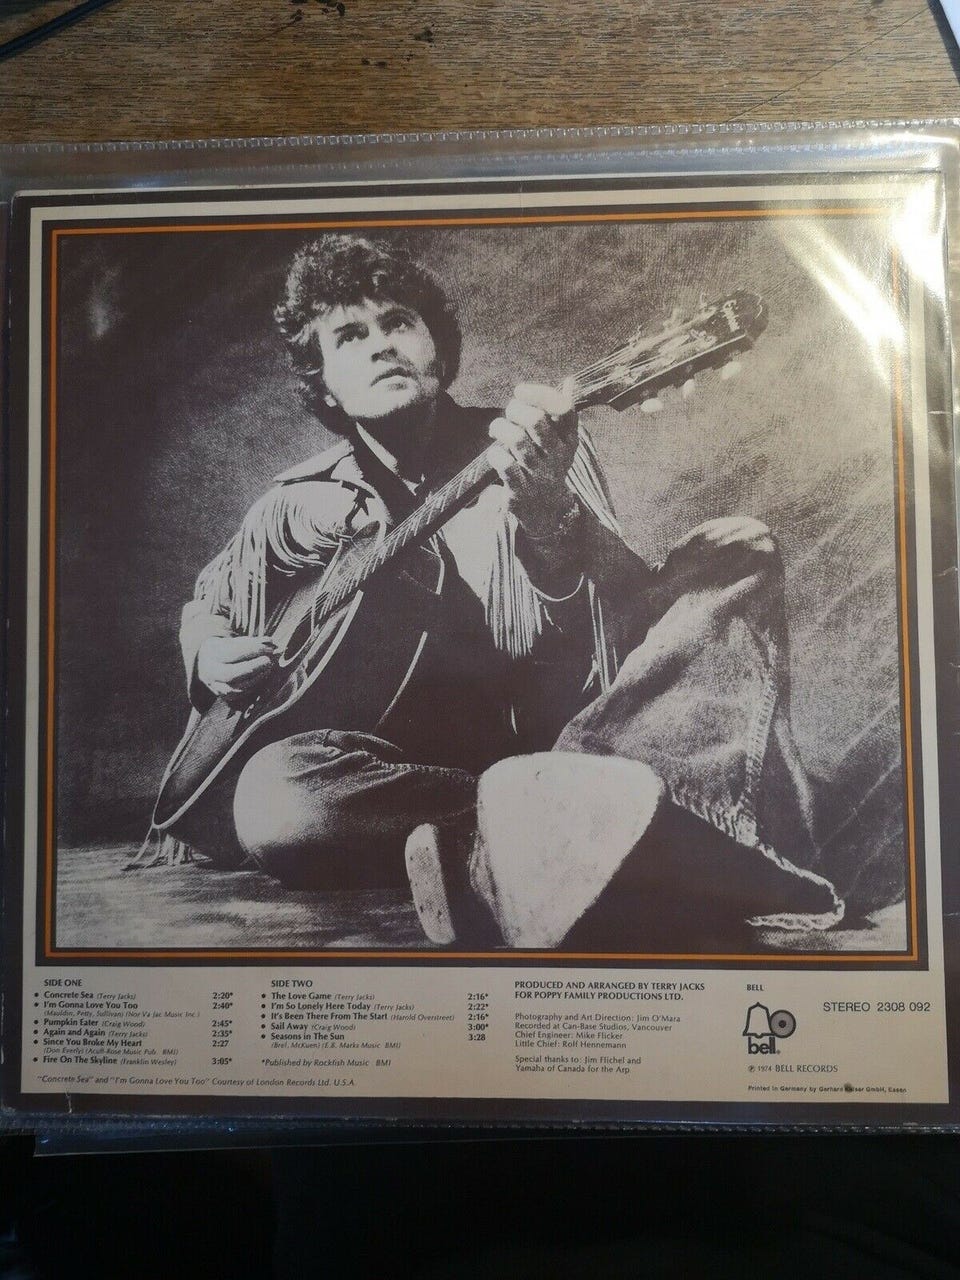 Epiphone
SIDE ONE
• Concrete Sea (Terry Jacks) 2:20*
• I'm Gonna Love You Too 2:40*
(Mauldin, Petty, Sullivan) (Nor Va Jac Music Inc.)
• Pumpkin Eater (Craig Wood) 2:45*
• Again and Again (Terry Jacks) 2:35*
• Since You Broke My Heart 2:27
(Don Everly) (Acuff-Rose Music Pub. BMI)
• Fire On The Skyline (Franklin Wesley) 3:05*
"Concrete Sea" and "I'm Gonna Love You Too" Courtesy of London Records Ltd. U.S.A.
SIDE TWO
• The Love Game (Terry Jacks) 2:16*
• I'm So Lonely Here Today (Terry Jacks) 2:22*
• It's Been There From The Start (Harold Overstreet) 2:16*
• Sail Away (Craig Wood) 3:00*
• Seasons in The Sun 3:28
(Brel, McKuen) (E.B. Marks Music BMI)
*Published by Rockfish Music BMI
PRODUCED AND ARRANGED BY TERRY JACKS
FOR POPPY FAMILY PRODUCTIONS LTD.
Photography and Art Direction: Jim O'Mara
Recorded at Can-Base Studios, Vancouver
Chief Engineer: Mike Flicker
Little Chief: Rolf Hennemann
Special thanks to: Jim Flichel and
Yamaha of Canada for the Arp
BELL
STEREO 2308 092
bell
℗ 1974 BELL RECORDS
Printed in Germany by Gerhard Kaiser GmbH, Essen